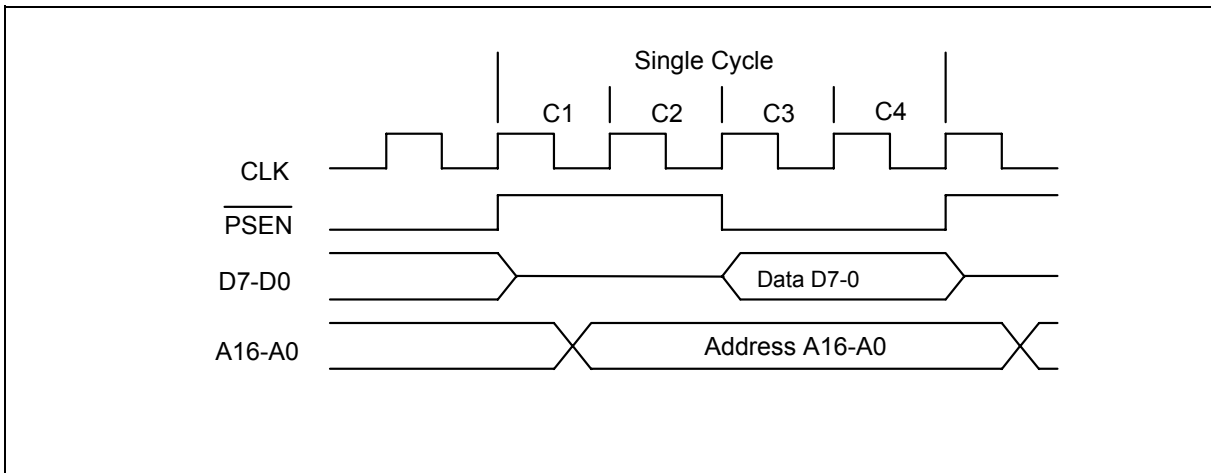 Single Cycle
C1 C2 C3 C4
CLK
PSEN
D7-D0 Data D7-0
A16-A0 Address A16-A0